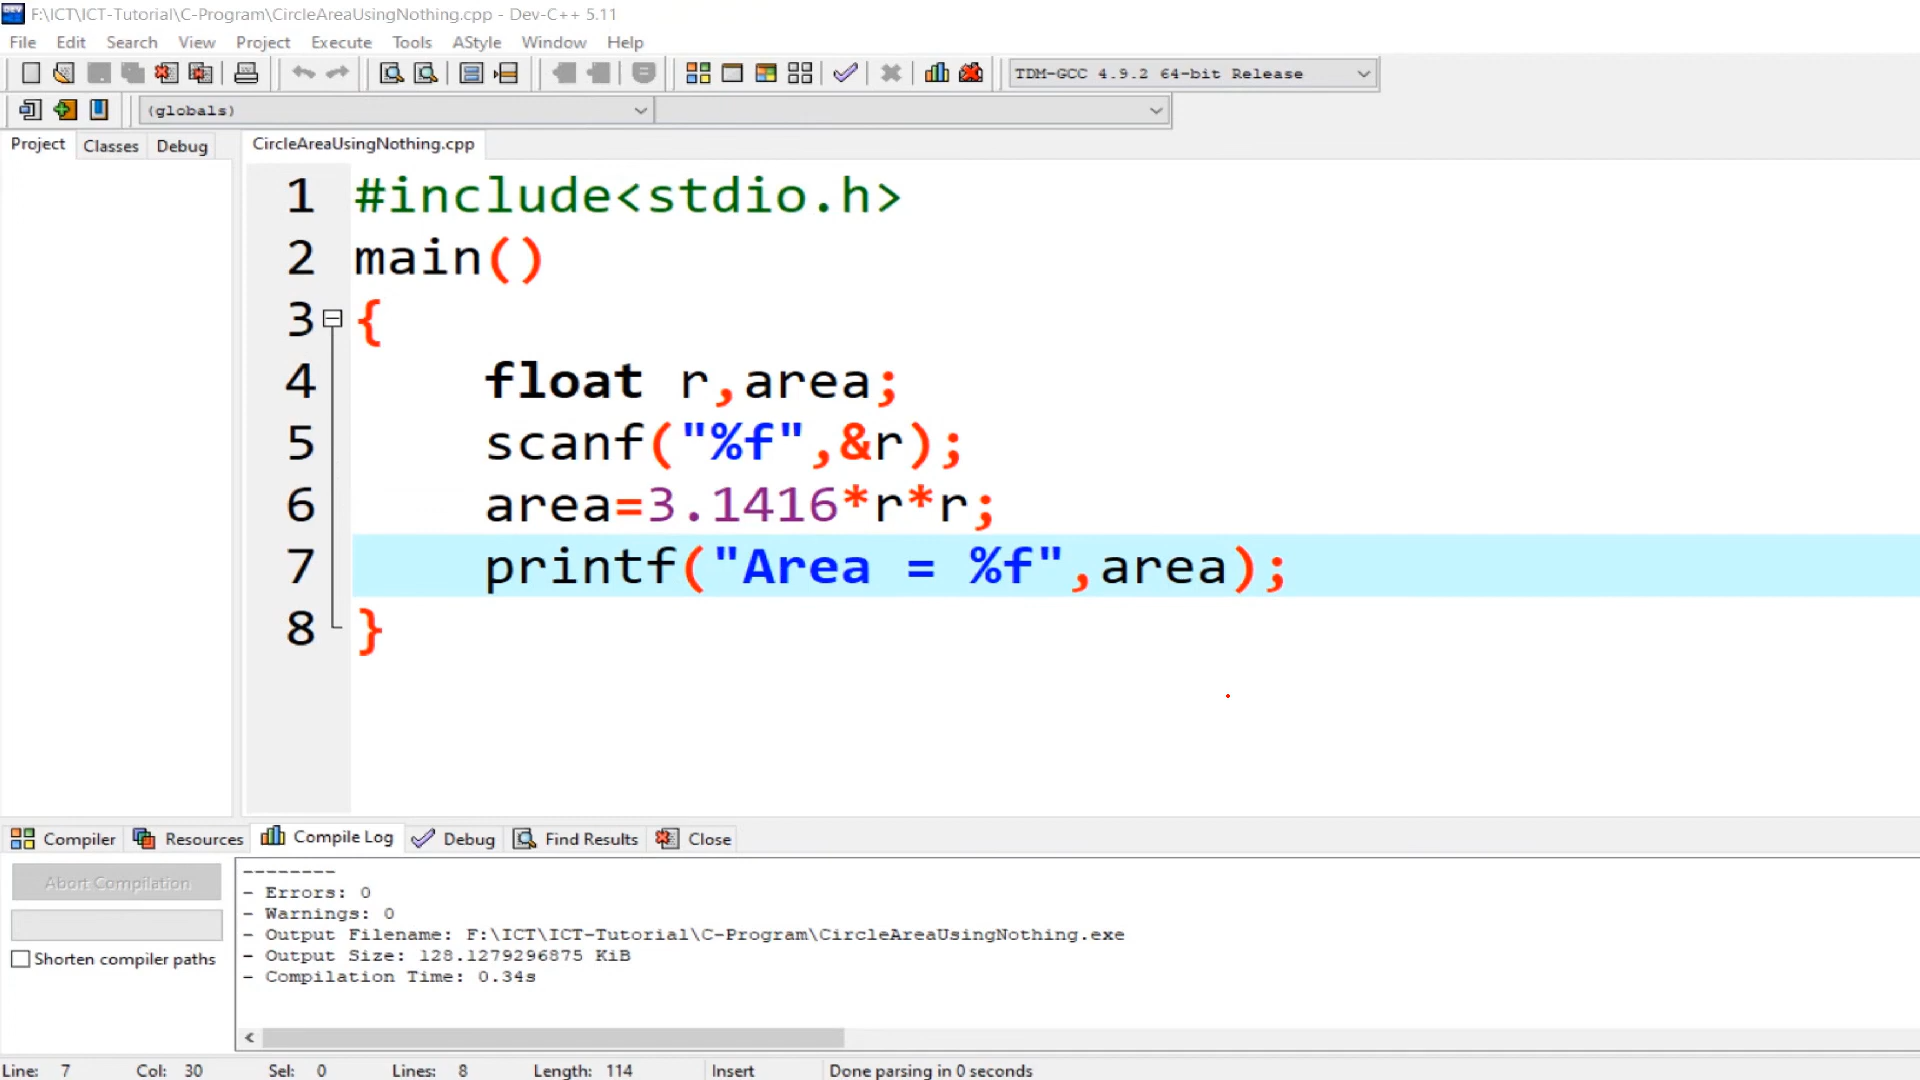 F:\ICT\ICT-Tutorial\C-Program\CircleAreaUsingNothing.cpp - Dev-C++ 5.11
File Edit Search View Project Execute Tools AStyle Window Help
TDM-GCC 4.9.2 64-bit Release
(globals)
Project Classes Debug
CircleAreaUsingNothing.cpp
1 #include<stdio.h>
2 main()
3 {
4 float r,area;
5 scanf("%f",&r);
6 area=3.1416*r*r;
7 printf("Area = %f",area);
8 }
Compiler Resources Compile Log Debug Find Results Close
Abort Compilation
Shorten compiler paths
--------
- Errors: 0
- Warnings: 0
- Output Filename: F:\ICT\ICT-Tutorial\C-Program\CircleAreaUsingNothing.exe
- Output Size: 128.1279296875 KiB
- Compilation Time: 0.34s
Line: 7 Col: 30 Sel: 0 Lines: 8 Length: 114 Insert Done parsing in 0 seconds